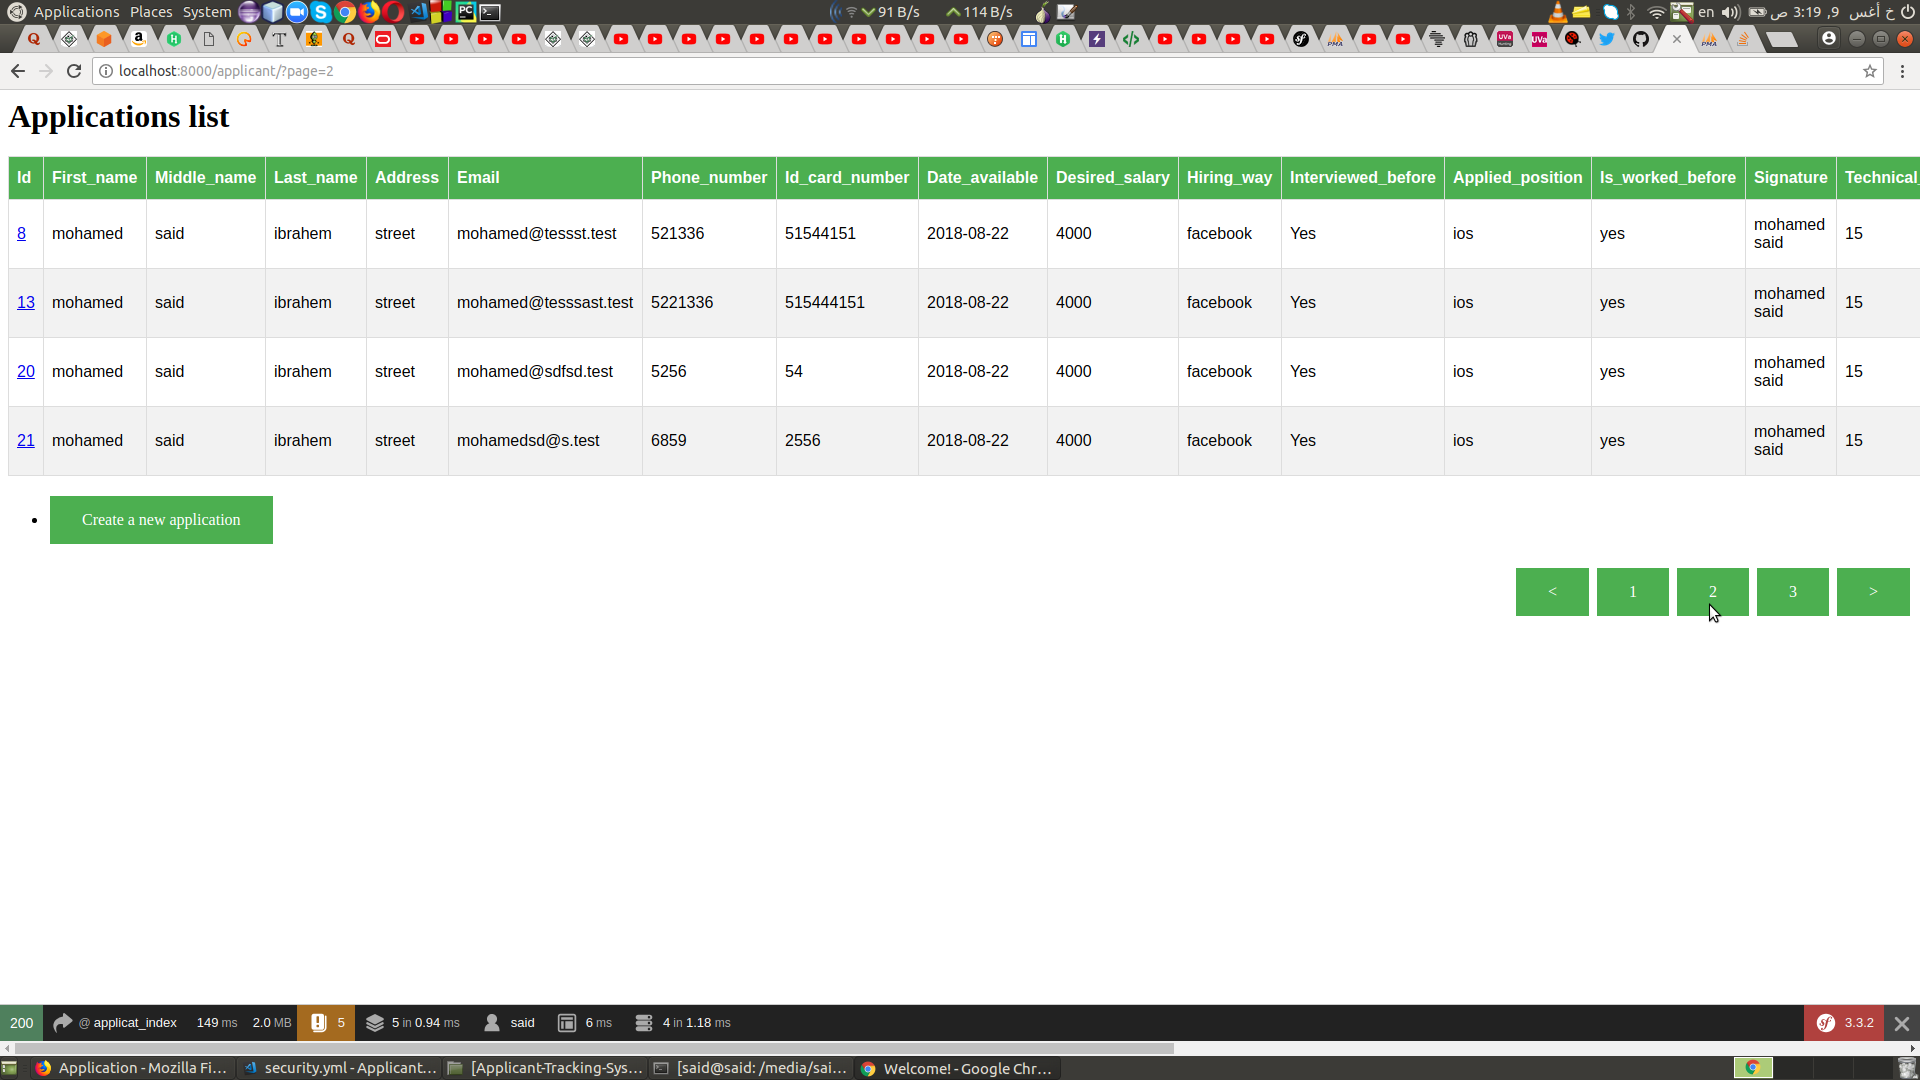 Applications Places System 91 B/s 114 B/s en خ أغس 9, 3:19 ص
localhost:8000/applicant/?page=2
Applications list
Id First_name Middle_name Last_name Address Email Phone_number Id_card_number Date_available Desired_salary Hiring_way Interviewed_before Applied_position Is_worked_before Signature Technical_
8 mohamed said ibrahem street mohamed@tessst.test 521336 51544151 2018-08-22 4000 facebook Yes ios yes mohamed said 15
13 mohamed said ibrahem street mohamed@tesssast.test 5221336 515444151 2018-08-22 4000 facebook Yes ios yes mohamed said 15
20 mohamed said ibrahem street mohamed@sdfsd.test 5256 54 2018-08-22 4000 facebook Yes ios yes mohamed said 15
21 mohamed said ibrahem street mohamedsd@s.test 6859 2556 2018-08-22 4000 facebook Yes ios yes mohamed said 15
Create a new application
< 1 2 3 >
200 @ applicat_index 149 ms 2.0 MB 5 5 in 0.94 ms said 6 ms 4 in 1.18 ms 3.3.2
Application - Mozilla Fi... security.yml - Applicant... [Applicant-Tracking-Sys... [said@said: /media/sai... Welcome! - Google Chr...